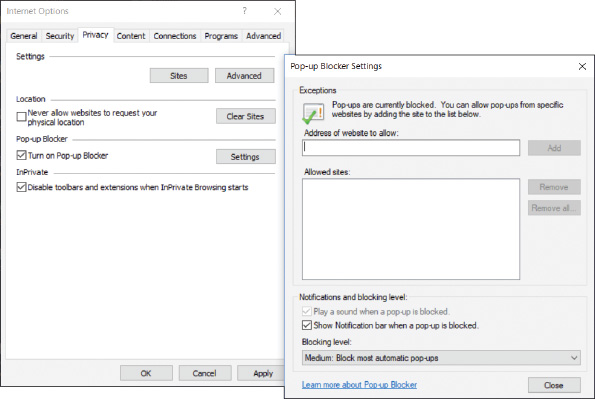 Internet Options
?
General Security Privacy Content Connections Programs Advanced
Settings
Sites Advanced
Location
Never allow websites to request your
physical location
Clear Sites
Pop-up Blocker
Turn on Pop-up Blocker
Settings
InPrivate
Disable toolbars and extensions when InPrivate Browsing starts
OK Cancel Apply
Pop-up Blocker Settings
Exceptions
Pop-ups are currently blocked. You can allow pop-ups from specific
websites by adding the site to the list below.
Address of website to allow:
Add
Allowed sites:
Remove
Remove all...
Notifications and blocking level:
Play a sound when a pop-up is blocked.
Show Notification bar when a pop-up is blocked.
Blocking level:
Medium: Block most automatic pop-ups
Learn more about Pop-up Blocker
Close